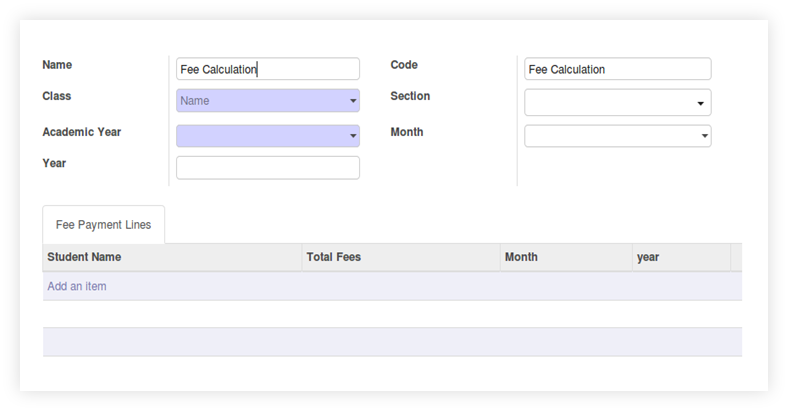 Name Fee Calculation Code Fee Calculation
Class Name Section
Academic Year Month
Year
Fee Payment Lines
Student Name Total Fees Month year
Add an item